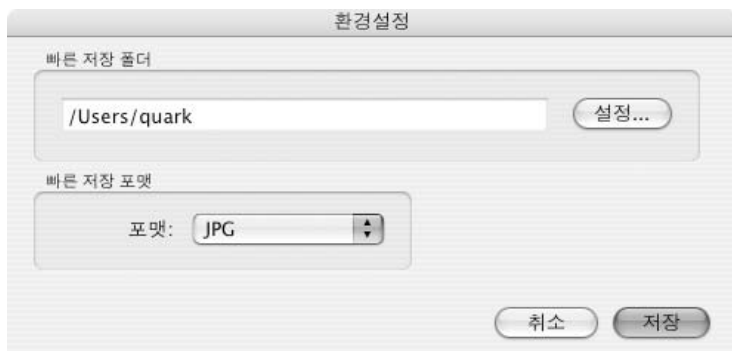 환경설정
빠른 저장 폴더
/Users/quark
설정...
빠른 저장 포맷
포맷: JPG
취소
저장